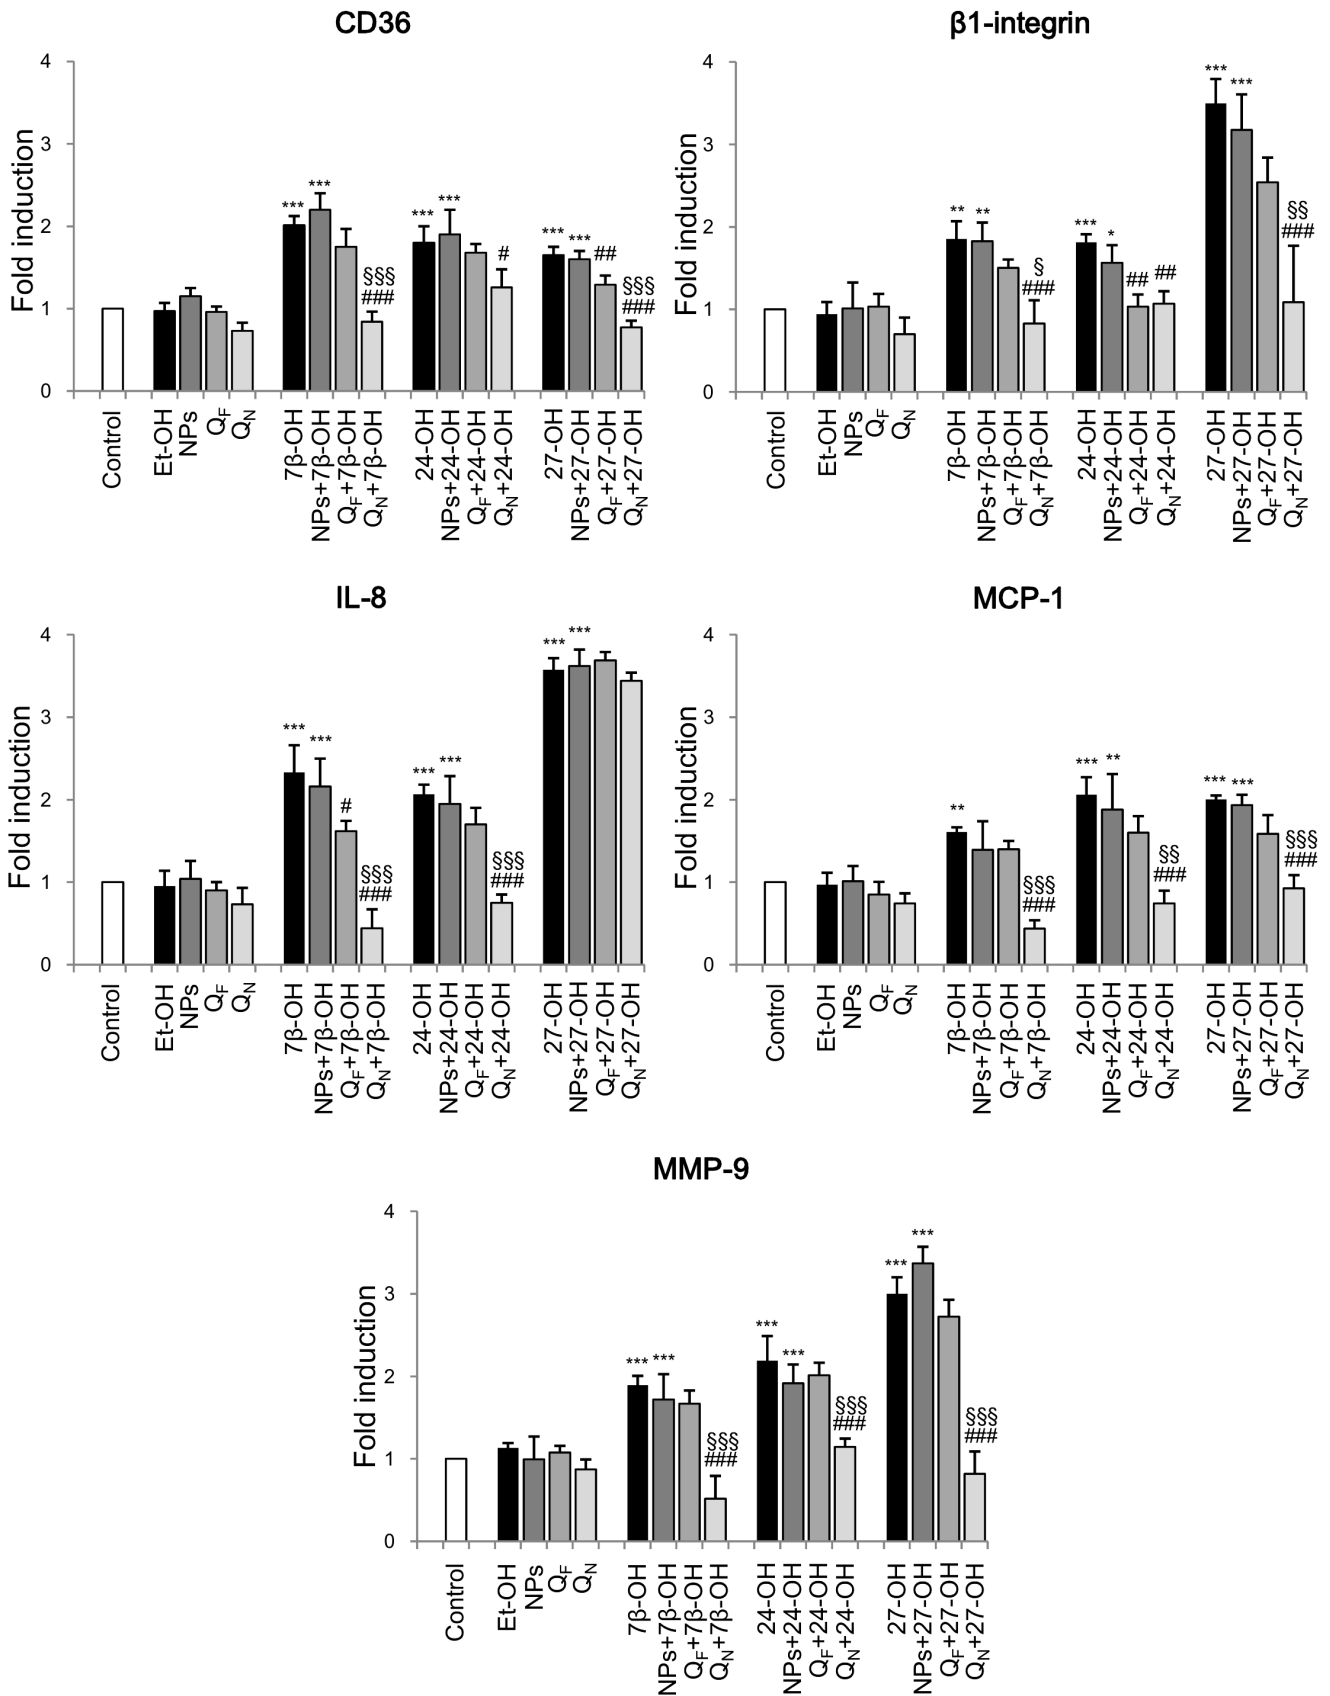 CD36
Fold induction
4
3
2
1
0
*** *** §§§ ###
*** *** #
*** *** ## §§§ ###
Control
Et-OH
NPs
QF
QN
7β-OH
NPs+7β-OH
QF+7β-OH
QN+7β-OH
24-OH
NPs+24-OH
QF+24-OH
QN+24-OH
27-OH
NPs+27-OH
QF+27-OH
QN+27-OH
β1-integrin
Fold induction
4
3
2
1
0
** ** § ###
*** * ## ##
*** *** §§ ###
Control
Et-OH
NPs
QF
QN
7β-OH
NPs+7β-OH
QF+7β-OH
QN+7β-OH
24-OH
NPs+24-OH
QF+24-OH
QN+24-OH
27-OH
NPs+27-OH
QF+27-OH
QN+27-OH
IL-8
Fold induction
4
3
2
1
0
*** *** # §§§ ###
*** *** §§§ ###
*** ***
Control
Et-OH
NPs
QF
QN
7β-OH
NPs+7β-OH
QF+7β-OH
QN+7β-OH
24-OH
NPs+24-OH
QF+24-OH
QN+24-OH
27-OH
NPs+27-OH
QF+27-OH
QN+27-OH
MCP-1
Fold induction
4
3
2
1
0
** §§§ ###
*** ** §§ ###
*** *** §§§ ###
Control
Et-OH
NPs
QF
QN
7β-OH
NPs+7β-OH
QF+7β-OH
QN+7β-OH
24-OH
NPs+24-OH
QF+24-OH
QN+24-OH
27-OH
NPs+27-OH
QF+27-OH
QN+27-OH
MMP-9
Fold induction
4
3
2
1
0
*** *** §§§ ###
*** *** §§§ ###
*** *** §§§ ###
Control
Et-OH
NPs
QF
QN
7β-OH
NPs+7β-OH
QF+7β-OH
QN+7β-OH
24-OH
NPs+24-OH
QF+24-OH
QN+24-OH
27-OH
NPs+27-OH
QF+27-OH
QN+27-OH